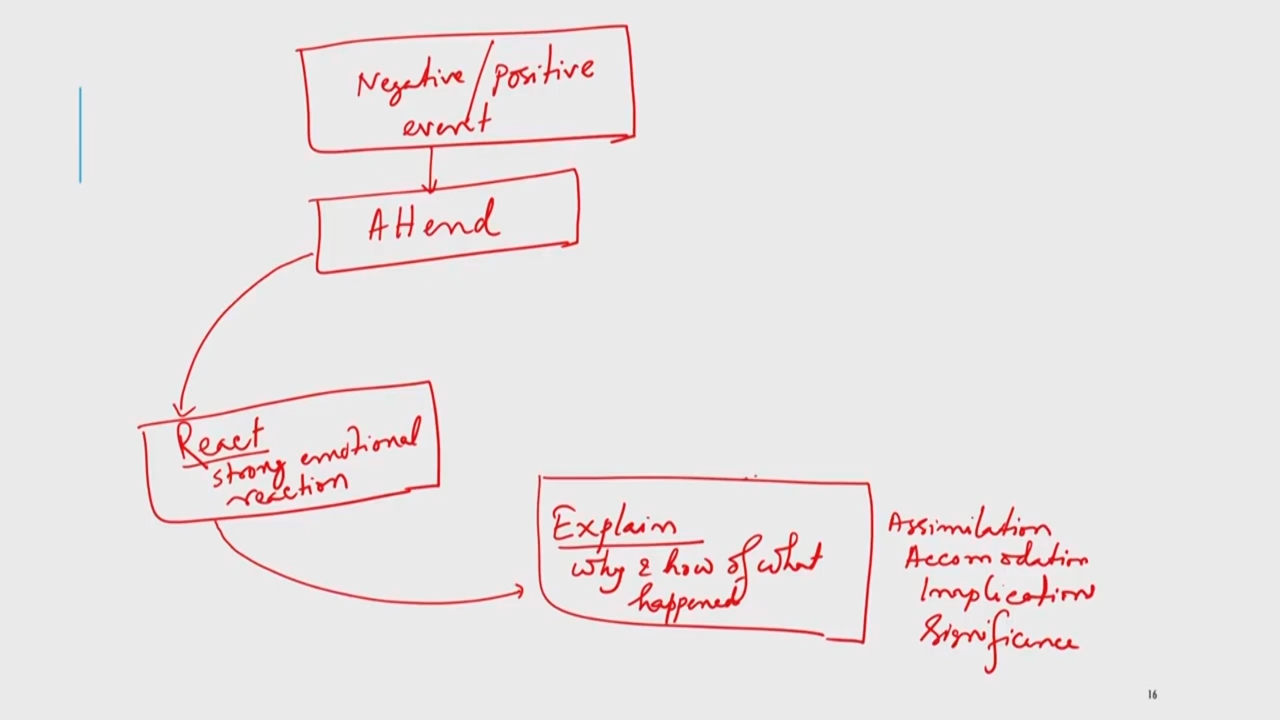 Negative/Positive
event
Attend
React
strong emotional
reaction
Explain
why & how of what
happened
Assimilation
Accomodation
Implication
Significance
16